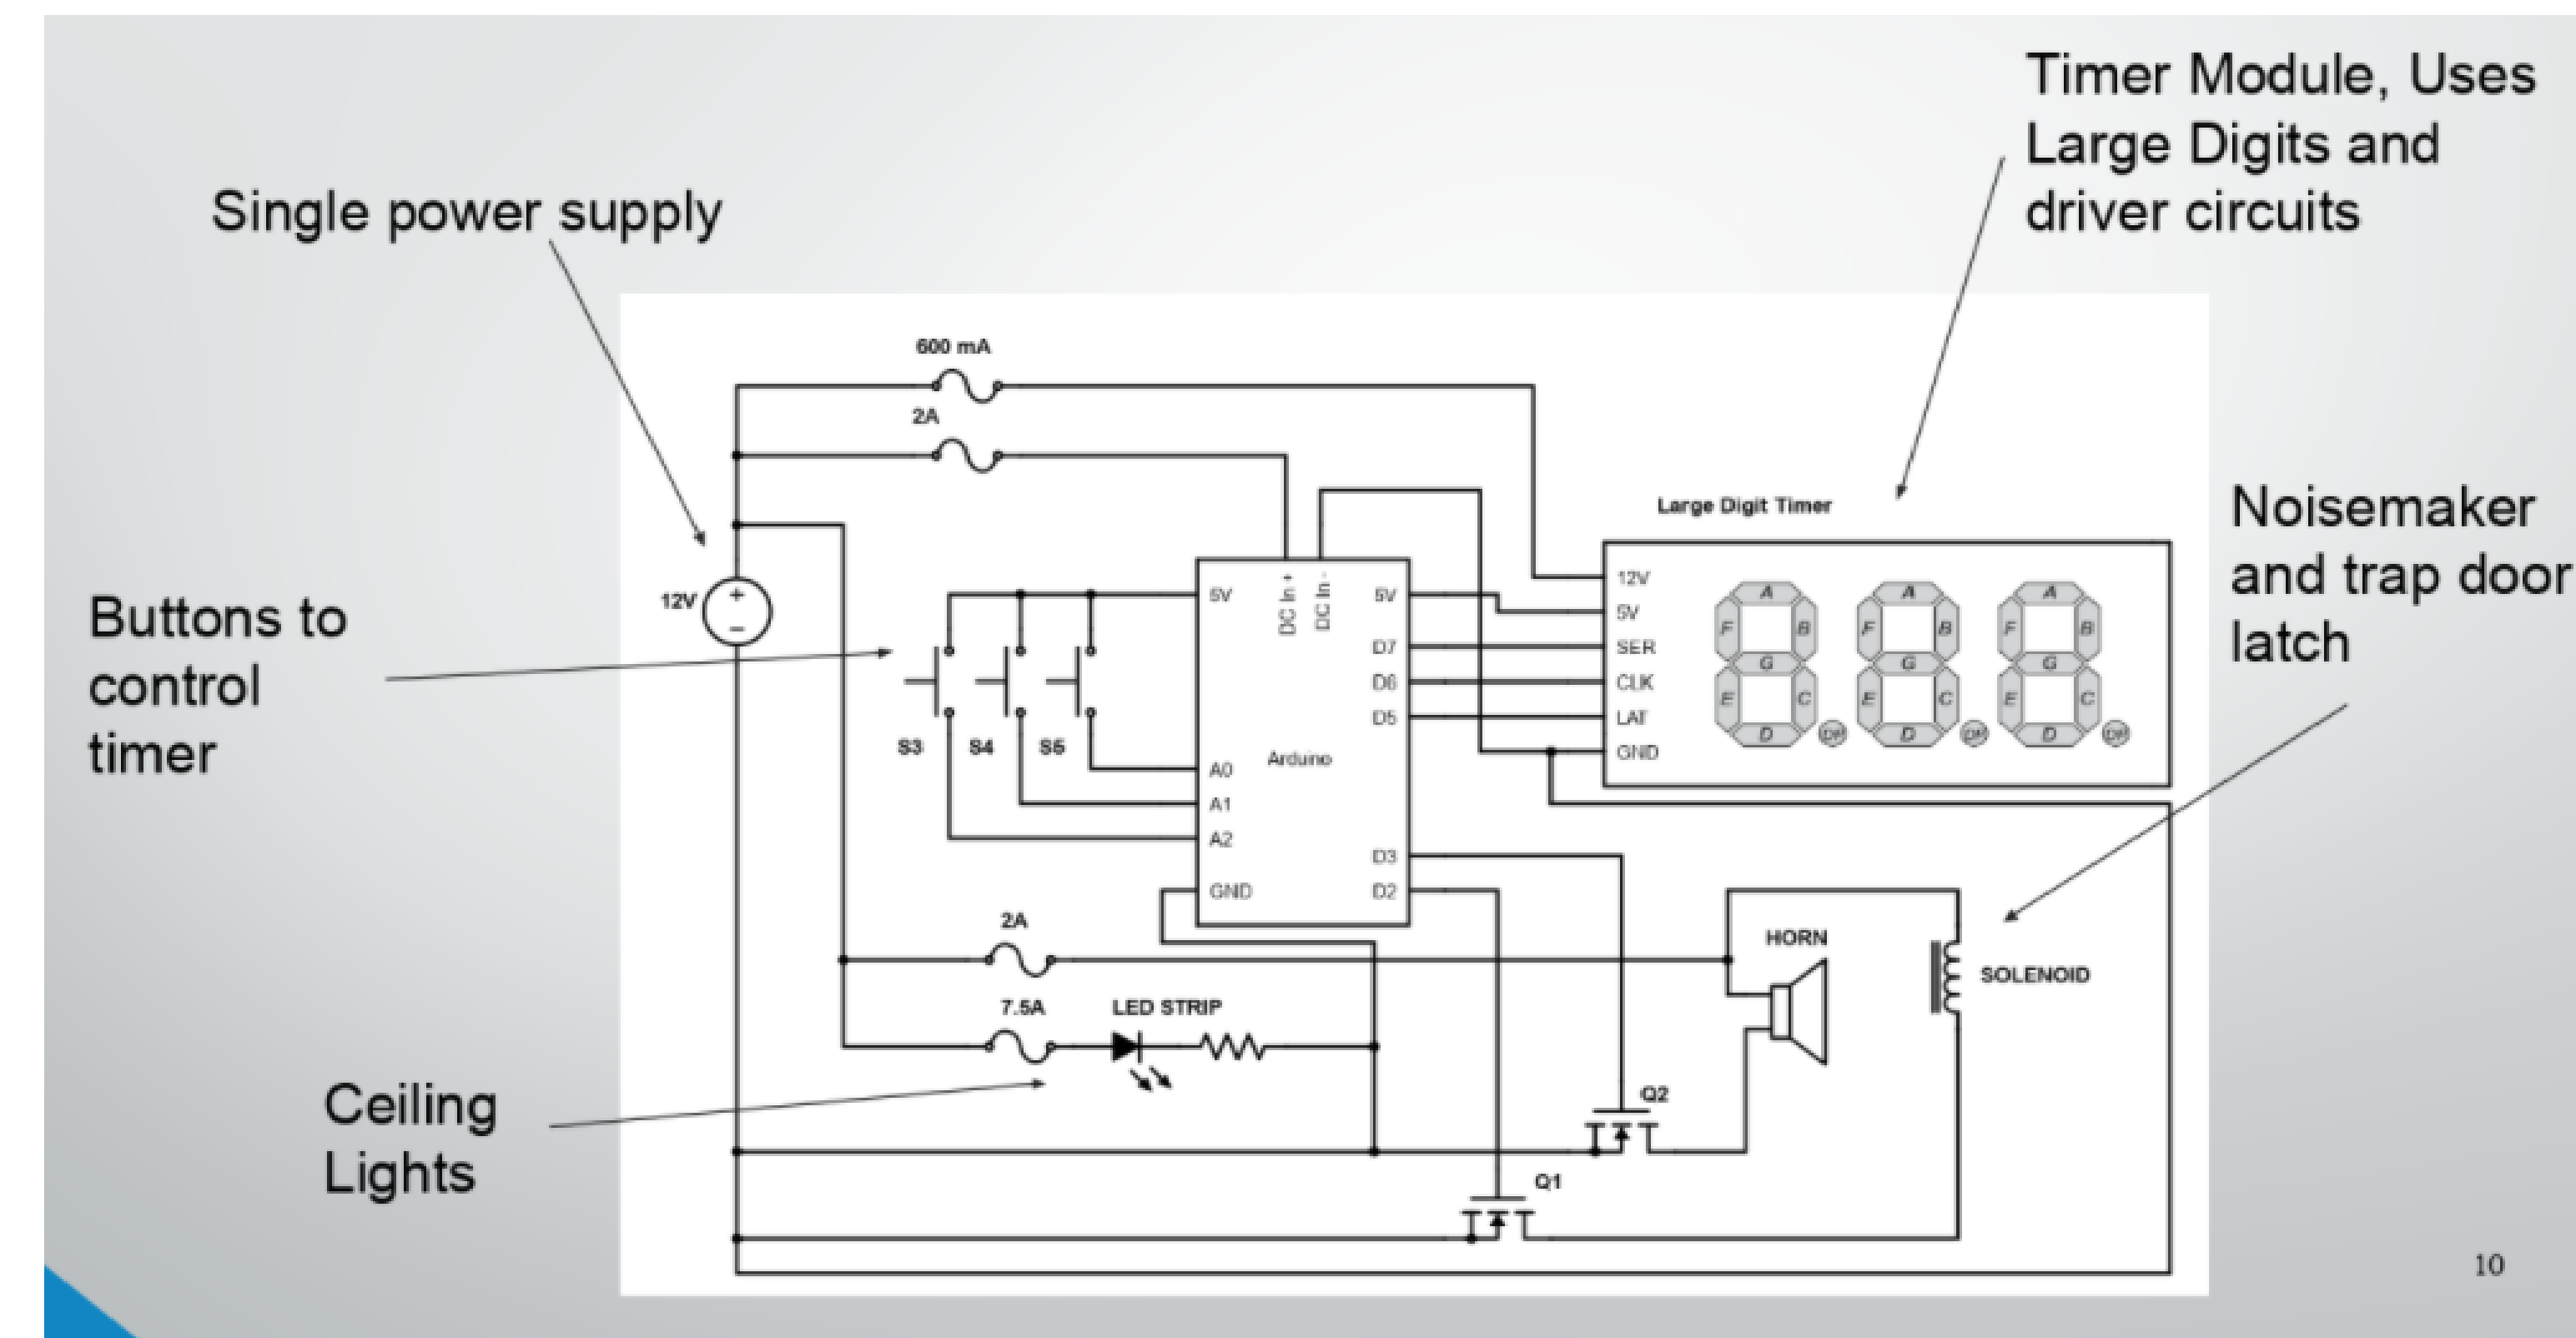 Timer Module, Uses
Large Digits and
driver circuits
Single power supply
600 mA
2A
Large Digit Timer
Noisemaker
and trap door
latch
Buttons to
control
timer
12V
+
−
5V
DC In +
DC In -
5V
D7
D6
D5
12V
5V
SER
CLK
LAT
GND
A
F
B
G
E
C
D
DP
A
F
B
G
E
C
D
DP
A
F
B
G
E
C
D
DP
S3
S4
S5
Arduino
A0
A1
A2
GND
D3
D2
2A
HORN
SOLENOID
7.5A
LED STRIP
Ceiling
Lights
Q2
Q1
10